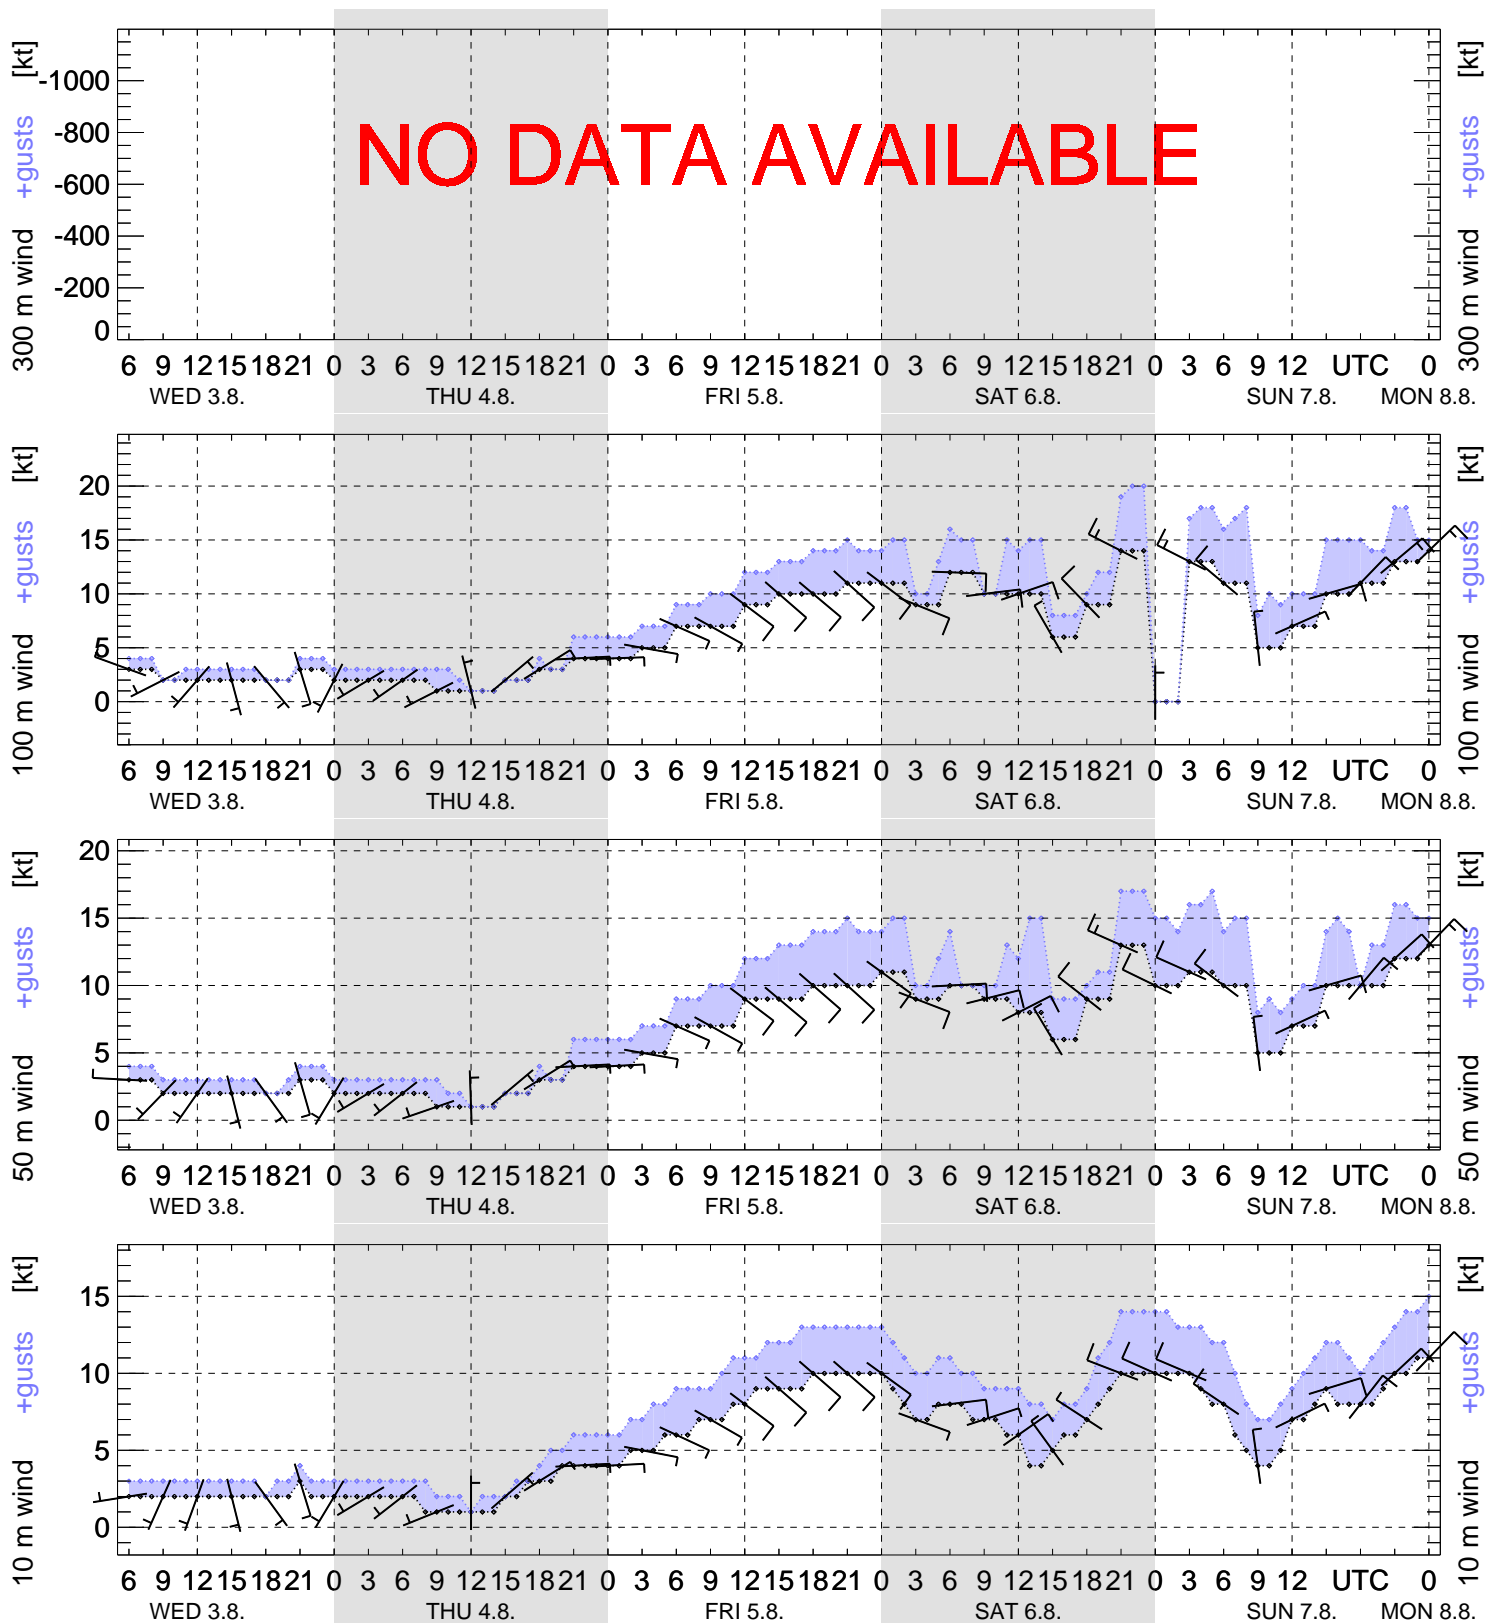 300 m wind +gusts [kt]
-1000
-800
-600
-400
-200
0
NO DATA AVAILABLE
300 m wind +gusts [kt]
6 9 12 15 18 21 0 3 6 9 12 15 18 21 0 3 6 9 12 15 18 21 0 3 6 9 12 15 18 21 0 3 6 9 12 UTC 0
WED 3.8. THU 4.8. FRI 5.8. SAT 6.8. SUN 7.8. MON 8.8.
100 m wind +gusts [kt]
20
15
10
5
0
100 m wind +gusts [kt]
6 9 12 15 18 21 0 3 6 9 12 15 18 21 0 3 6 9 12 15 18 21 0 3 6 9 12 15 18 21 0 3 6 9 12 UTC 0
WED 3.8. THU 4.8. FRI 5.8. SAT 6.8. SUN 7.8. MON 8.8.
50 m wind +gusts [kt]
20
15
10
5
0
50 m wind +gusts [kt]
6 9 12 15 18 21 0 3 6 9 12 15 18 21 0 3 6 9 12 15 18 21 0 3 6 9 12 15 18 21 0 3 6 9 12 UTC 0
WED 3.8. THU 4.8. FRI 5.8. SAT 6.8. SUN 7.8. MON 8.8.
10 m wind +gusts [kt]
15
10
5
0
10 m wind +gusts [kt]
6 9 12 15 18 21 0 3 6 9 12 15 18 21 0 3 6 9 12 15 18 21 0 3 6 9 12 15 18 21 0 3 6 9 12 UTC 0
WED 3.8. THU 4.8. FRI 5.8. SAT 6.8. SUN 7.8. MON 8.8.